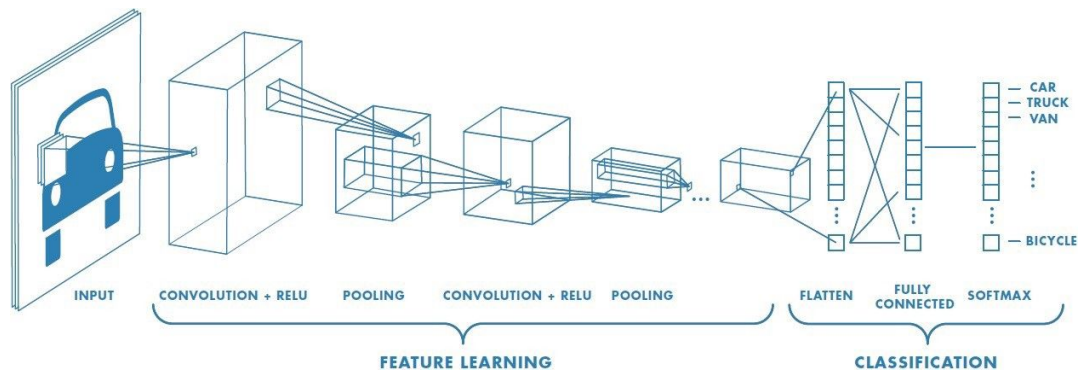 CAR
TRUCK
VAN
BICYCLE
INPUT
CONVOLUTION + RELU
POOLING
CONVOLUTION + RELU
POOLING
FLATTEN
FULLY
CONNECTED
SOFTMAX
FEATURE LEARNING
CLASSIFICATION